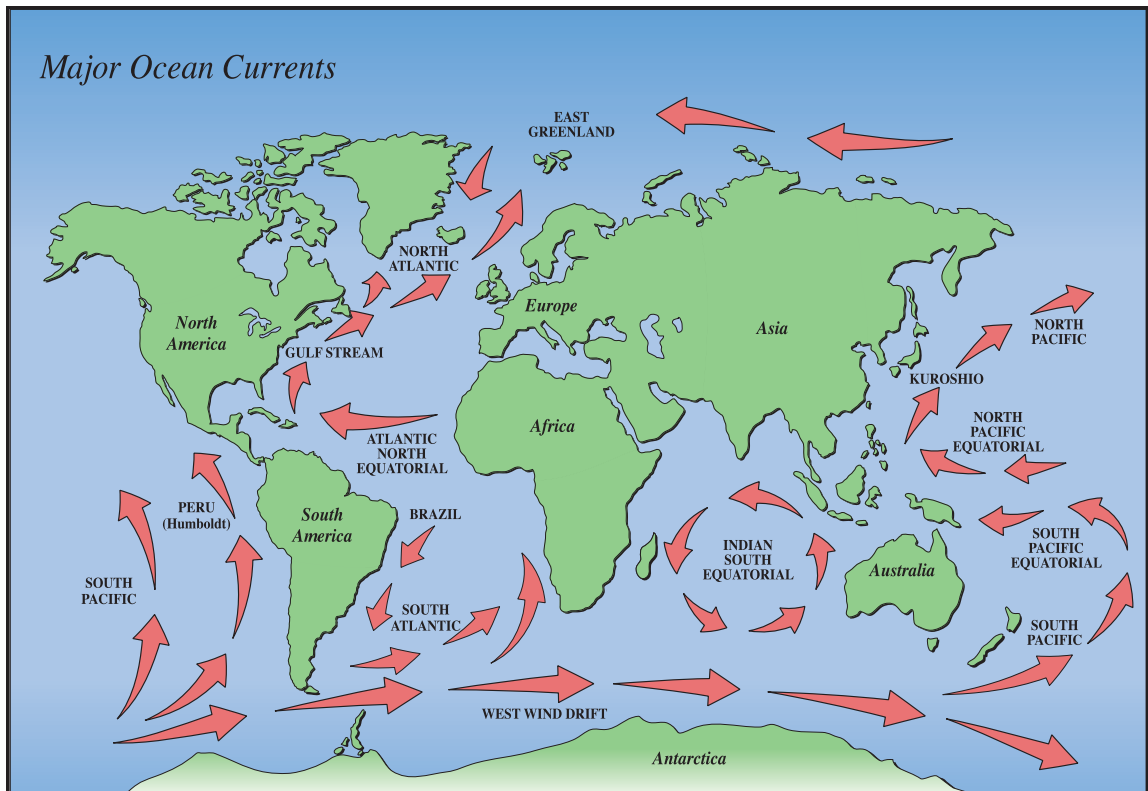 Major Ocean Currents
EAST
GREENLAND
NORTH
ATLANTIC
North
America
Europe
Asia
GULF STREAM
NORTH
PACIFIC
KUROSHIO
Africa
ATLANTIC
NORTH
EQUATORIAL
NORTH
PACIFIC
EQUATORIAL
PERU
(Humboldt)
South
America
BRAZIL
INDIAN
SOUTH
EQUATORIAL
SOUTH
PACIFIC
EQUATORIAL
Australia
SOUTH
PACIFIC
SOUTH
ATLANTIC
SOUTH
PACIFIC
WEST WIND DRIFT
Antarctica